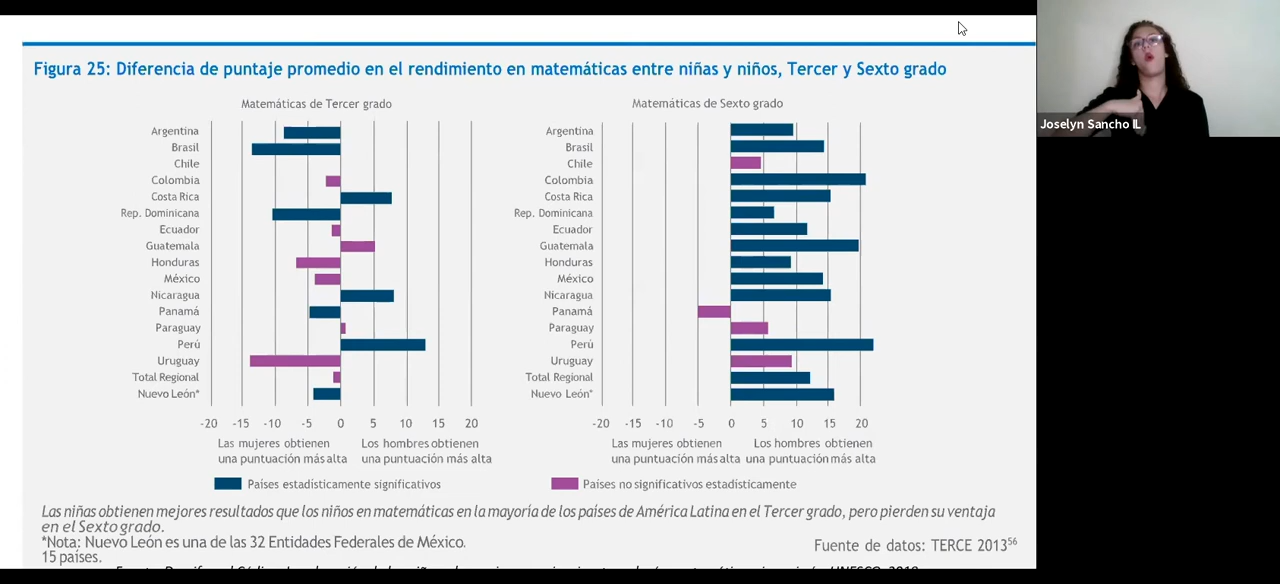 Joselyn Sancho IL
Figura 25: Diferencia de puntaje promedio en el rendimiento en matemáticas entre niñas y niños, Tercer y Sexto grado
Matemáticas de Tercer grado
Argentina
Brasil
Chile
Colombia
Costa Rica
Rep. Dominicana
Ecuador
Guatemala
Honduras
México
Nicaragua
Panamá
Paraguay
Perú
Uruguay
Total Regional
Nuevo León*
-20 -15 -10 -5 0 5 10 15 20
Las mujeres obtienen
una puntuación más alta
Los hombres obtienen
una puntuación más alta
Matemáticas de Sexto grado
Argentina
Brasil
Chile
Colombia
Costa Rica
Rep. Dominicana
Ecuador
Guatemala
Honduras
México
Nicaragua
Panamá
Paraguay
Perú
Uruguay
Total Regional
Nuevo León*
-20 -15 -10 -5 0 5 10 15 20
Las mujeres obtienen
una puntuación más alta
Los hombres obtienen
una puntuación más alta
Países estadísticamente significativos
Países no significativos estadísticamente
Las niñas obtienen mejores resultados que los niños en matemáticas en la mayoría de los países de América Latina en el Tercer grado, pero pierden su ventaja
en el Sexto grado.
*Nota: Nuevo León es una de las 32 Entidades Federales de México.
15 países.
Fuente de datos: TERCE 2013⁵⁶